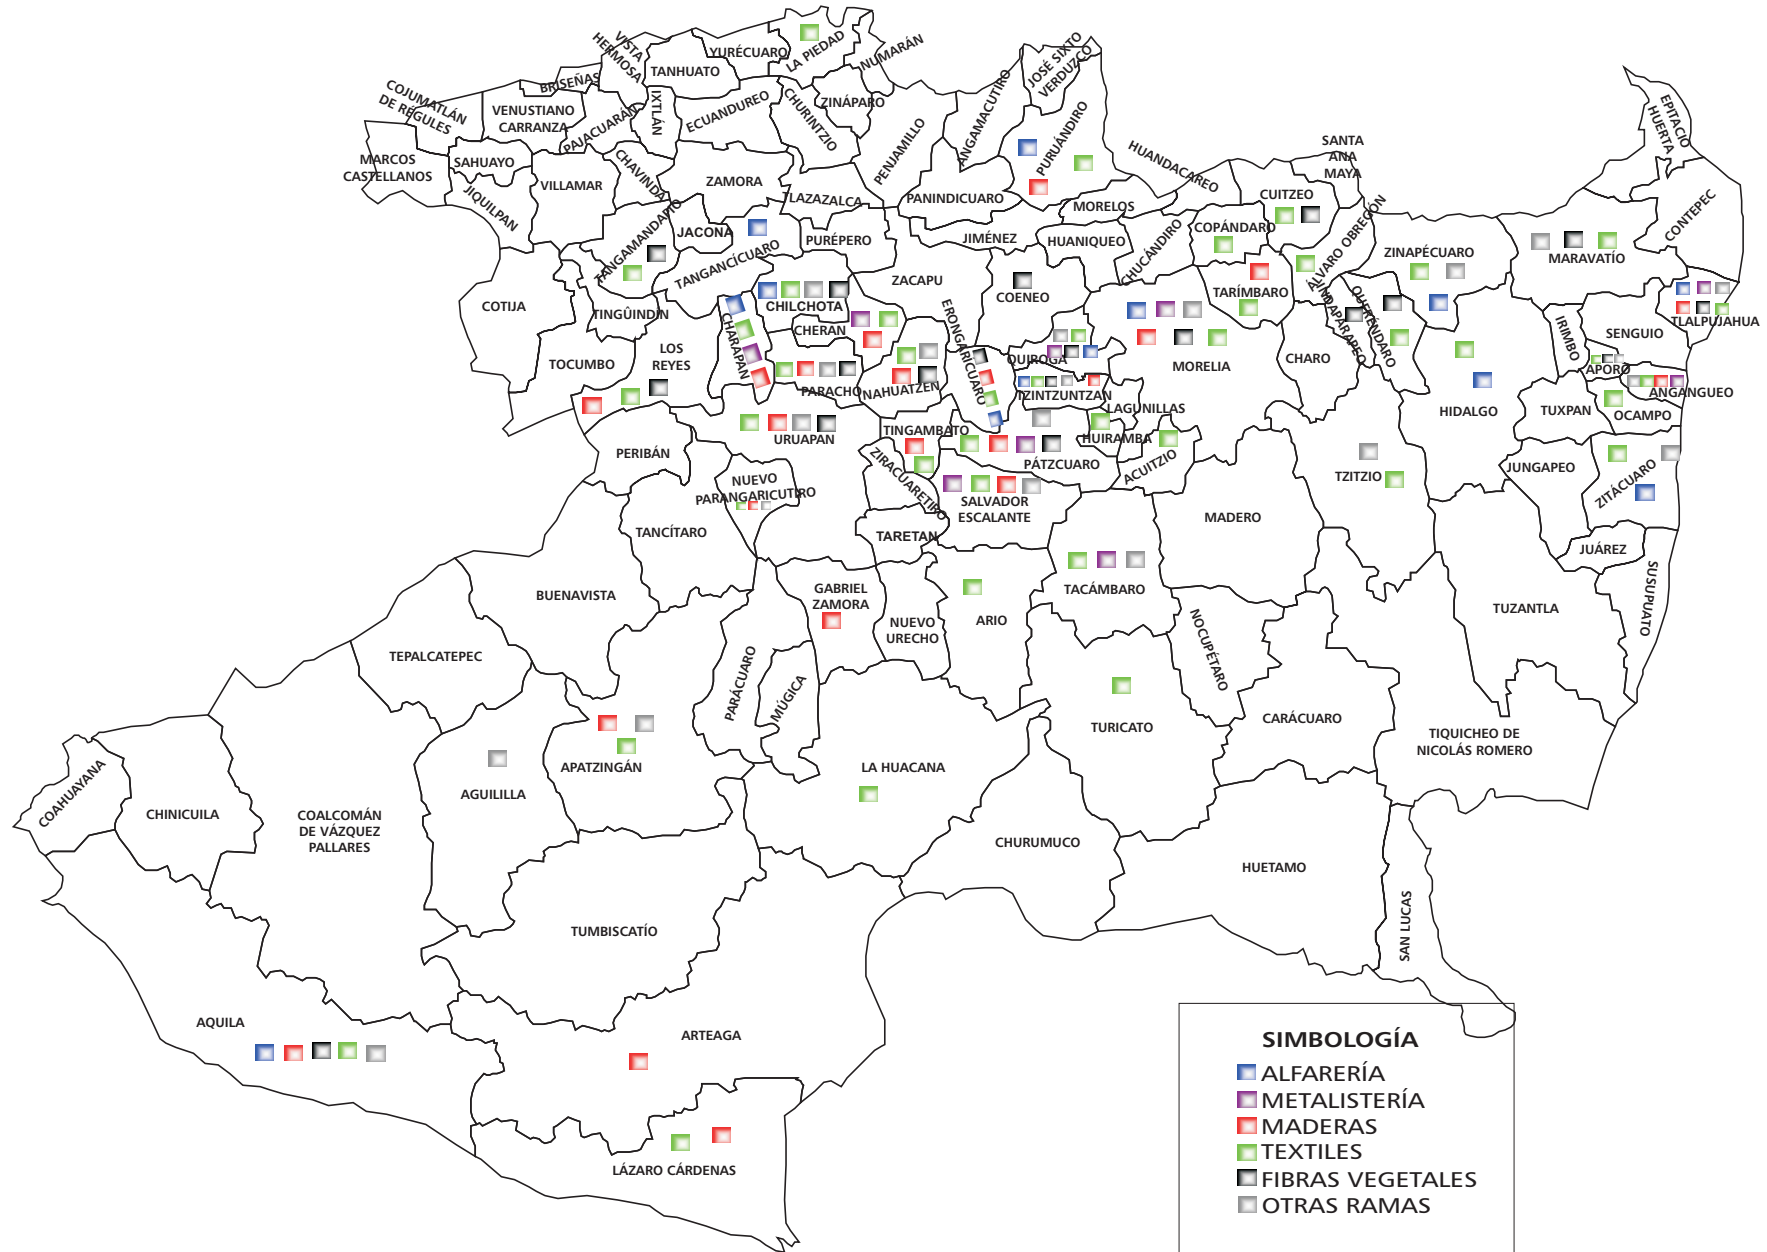 LA PIEDAD
NUMARÁN
YURÉCUARO
VISTA
HERMOSA
TANHUATO
BRISEÑAS
COJUMATLÁN
DE RÉGULES
VENUSTIANO
CARRANZA
PAJACUARÁN
IXTLÁN
ECUANDUREO
CHURINTZIO
ZINÁPARO
PENJAMILLO
ANGAMACUTIRO
JOSÉ SIXTO
VERDUZCO
PURUÁNDIRO
HUANDACAREO
SANTA
ANA
MAYA
EPITACIO
HUERTA
CONTEPEC
MARCOS
CASTELLANOS
SAHUAYO
JIQUILPAN
VILLAMAR
CHAVINDA
ZAMORA
TLAZAZALCA
PANINDICUARO
MORELOS
CUITZEO
COPÁNDARO
CHUCÁNDIRO
ÁLVARO OBREGÓN
ZINAPÉCUARO
MARAVATÍO
TANGAMANDAPIO
JACONA
TANGANCÍCUARO
PURÉPERO
JIMÉNEZ
HUANIQUEO
ZACAPU
COENEO
TARÍMBARO
INDAPARAPEO
QUERÉNDARO
COTIJA
TINGÛINDIN
CHILCHOTA
CHERAN
CHARAPAN
ERONGARICUARO
QUIROGA
MORELIA
CHARO
IRIMBO
SENGUIO
TLALPUJAHUA
APORO
ANGANGUEO
TOCUMBO
LOS
REYES
PARACHO
NAHUATZEN
TZINTZUNTZAN
LAGUNILLAS
HIDALGO
TUXPAN
OCAMPO
URUAPAN
TINGAMBATO
HUIRAMBA
PÁTZCUARO
ACUITZIO
PERIBÁN
NUEVO
PARANGARICUTIRO
ZIRACUARETIRO
SALVADOR
ESCALANTE
TZITZIO
JUNGAPEO
ZITÁCUARO
TANCÍTARO
TARETAN
MADERO
JUÁREZ
SUSUPUATO
BUENAVISTA
GABRIEL
ZAMORA
NUEVO
URECHO
ARIO
TACÁMBARO
NOCUPÉTARO
TUZANTLA
TEPALCATEPEC
PARÁCUARO
MÚGICA
TURICATO
CARÁCUARO
TIQUICHEO DE
NICOLÁS ROMERO
COAHUAYANA
CHINICUILA
COALCOMÁN
DE VÁZQUEZ
PALLARES
AGUILILLA
APATZINGÁN
LA HUACANA
CHURUMUCO
HUETAMO
SAN LUCAS
TUMBISCATÍO
AQUILA
ARTEAGA
LÁZARO CÁRDENAS
SIMBOLOGÍA
ALFARERÍA
METALISTERÍA
MADERAS
TEXTILES
FIBRAS VEGETALES
OTRAS RAMAS